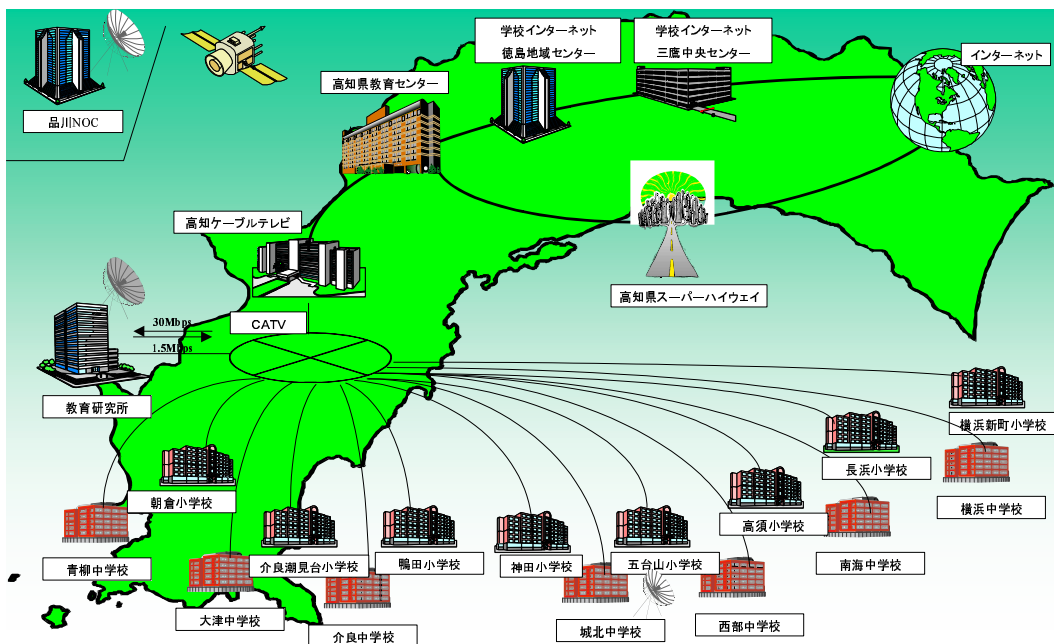 学校インターネット
徳島地域センター
学校インターネット
三鷹中央センター
インターネット
高知県教育センター
品川NOC
高知ケーブルテレビ
高知県スーパーハイウェイ
30Mbps
CATV
1.5Mbps
教育研究所
横浜新町小学校
長浜小学校
朝倉小学校
横浜中学校
高須小学校
青柳中学校
介良潮見台小学校
鴨田小学校
神田小学校
五台山小学校
南海中学校
大津中学校
介良中学校
城北中学校
西部中学校